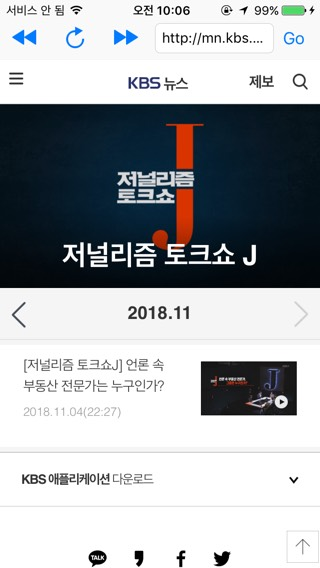 서비스 안 됨 오전 10:06 99%
http://mn.kbs.... Go
KBS 뉴스 제보
저널리즘
토크쇼
J
저널리즘 토크쇼 J
2018.11
[저널리즘 토크쇼J] 언론 속
부동산 전문가는 누구인가?
2018.11.04(22:27)
KBS 애플리케이션 다운로드
TALK